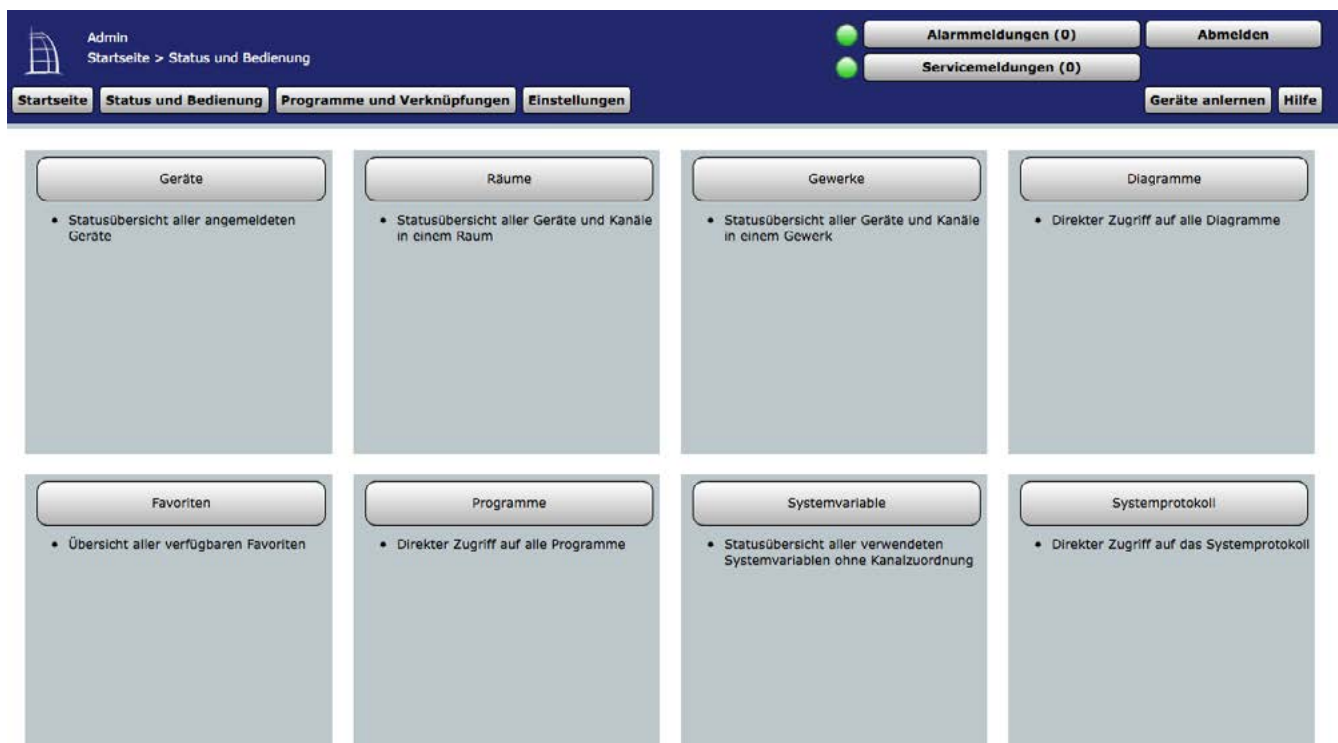 Admin
Startseite > Status und Bedienung
Alarmmeldungen (0)
Abmelden
Servicemeldungen (0)
Startseite
Status und Bedienung
Programme und Verknüpfungen
Einstellungen
Geräte anlernen
Hilfe
Geräte
• Statusübersicht aller angemeldeten
Geräte
Räume
• Statusübersicht aller Geräte und Kanäle
in einem Raum
Gewerke
• Statusübersicht aller Geräte und Kanäle
in einem Gewerk
Diagramme
• Direkter Zugriff auf alle Diagramme
Favoriten
• Übersicht aller verfügbaren Favoriten
Programme
• Direkter Zugriff auf alle Programme
Systemvariable
• Statusübersicht aller verwendeten
Systemvariablen ohne Kanalzuordnung
Systemprotokoll
• Direkter Zugriff auf das Systemprotokoll